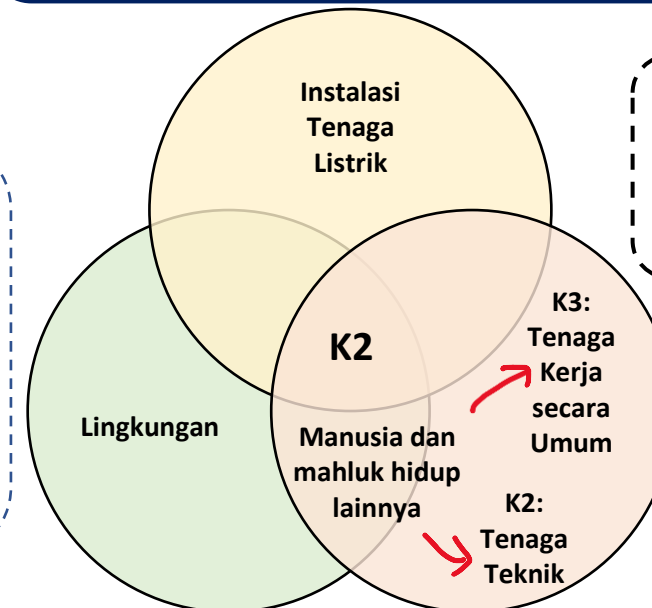 Instalasi
Tenaga
Listrik
K2
K3:
Tenaga
Kerja
secara
Umum
Lingkungan
Manusia dan
mahluk hidup
lainnya
K2:
Tenaga
Teknik